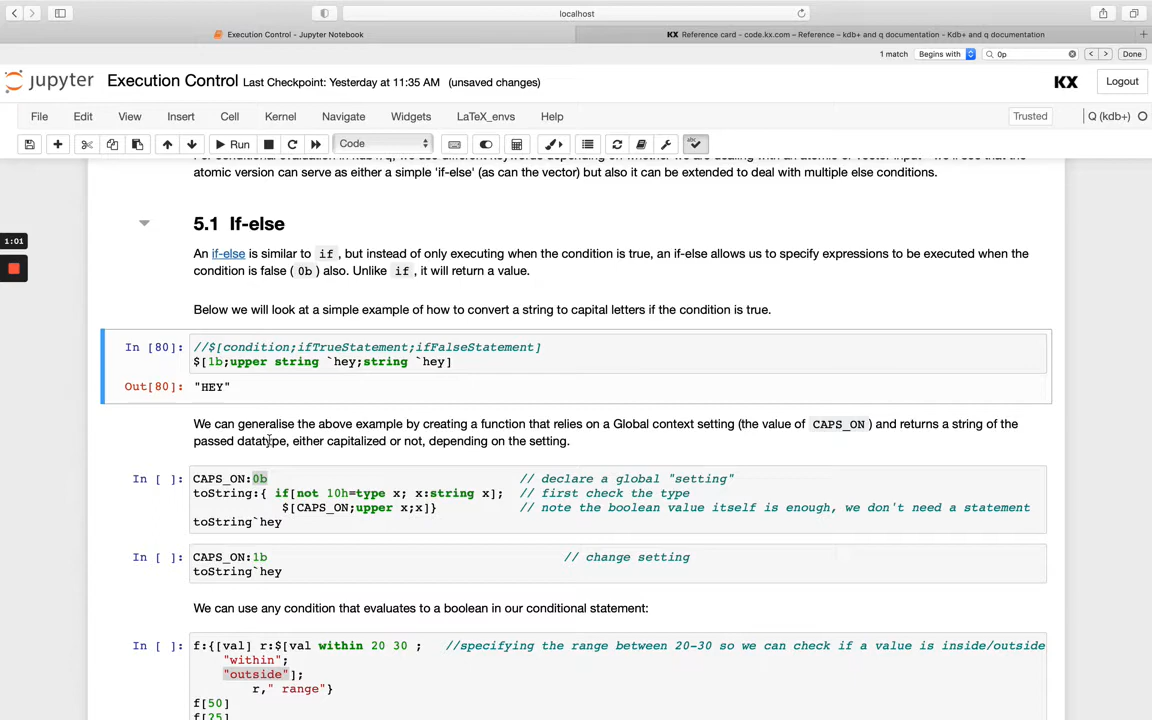 localhost
Execution Control - Jupyter Notebook
KX Reference card - code.kx.com – Reference – kdb+ and q documentation - Kdb+ and q documentation
1 match Begins with 0p Done
jupyter Execution Control Last Checkpoint: Yesterday at 11:35 AM (unsaved changes) KX Logout
File Edit View Insert Cell Kernel Navigate Widgets LaTeX_envs Help Trusted Q (kdb+)
Run Code
atomic version can serve as either a simple 'if-else' (as can the vector) but also it can be extended to deal with multiple else conditions.
5.1 If-else
1:01
An if-else is similar to if , but instead of only executing when the condition is true, an if-else allows us to specify expressions to be executed when the
condition is false ( 0b ) also. Unlike if , it will return a value.
Below we will look at a simple example of how to convert a string to capital letters if the condition is true.
In [80]: //$[condition;ifTrueStatement;ifFalseStatement]
$[1b;upper string `hey;string `hey]
Out[80]: "HEY"
We can generalise the above example by creating a function that relies on a Global context setting (the value of CAPS_ON ) and returns a string of the
passed datatype, either capitalized or not, depending on the setting.
In [ ]: CAPS_ON:0b // declare a global "setting"
toString:{ if[not 10h=type x; x:string x]; // first check the type
$[CAPS_ON;upper x;x]} // note the boolean value itself is enough, we don't need a statement
toString`hey
In [ ]: CAPS_ON:1b // change setting
toString`hey
We can use any condition that evaluates to a boolean in our conditional statement:
In [ ]: f:{[val] r:$[val within 20 30 ; //specifying the range between 20-30 so we can check if a value is inside/outside
"within";
"outside"];
r," range"}
f[50]
f[25]